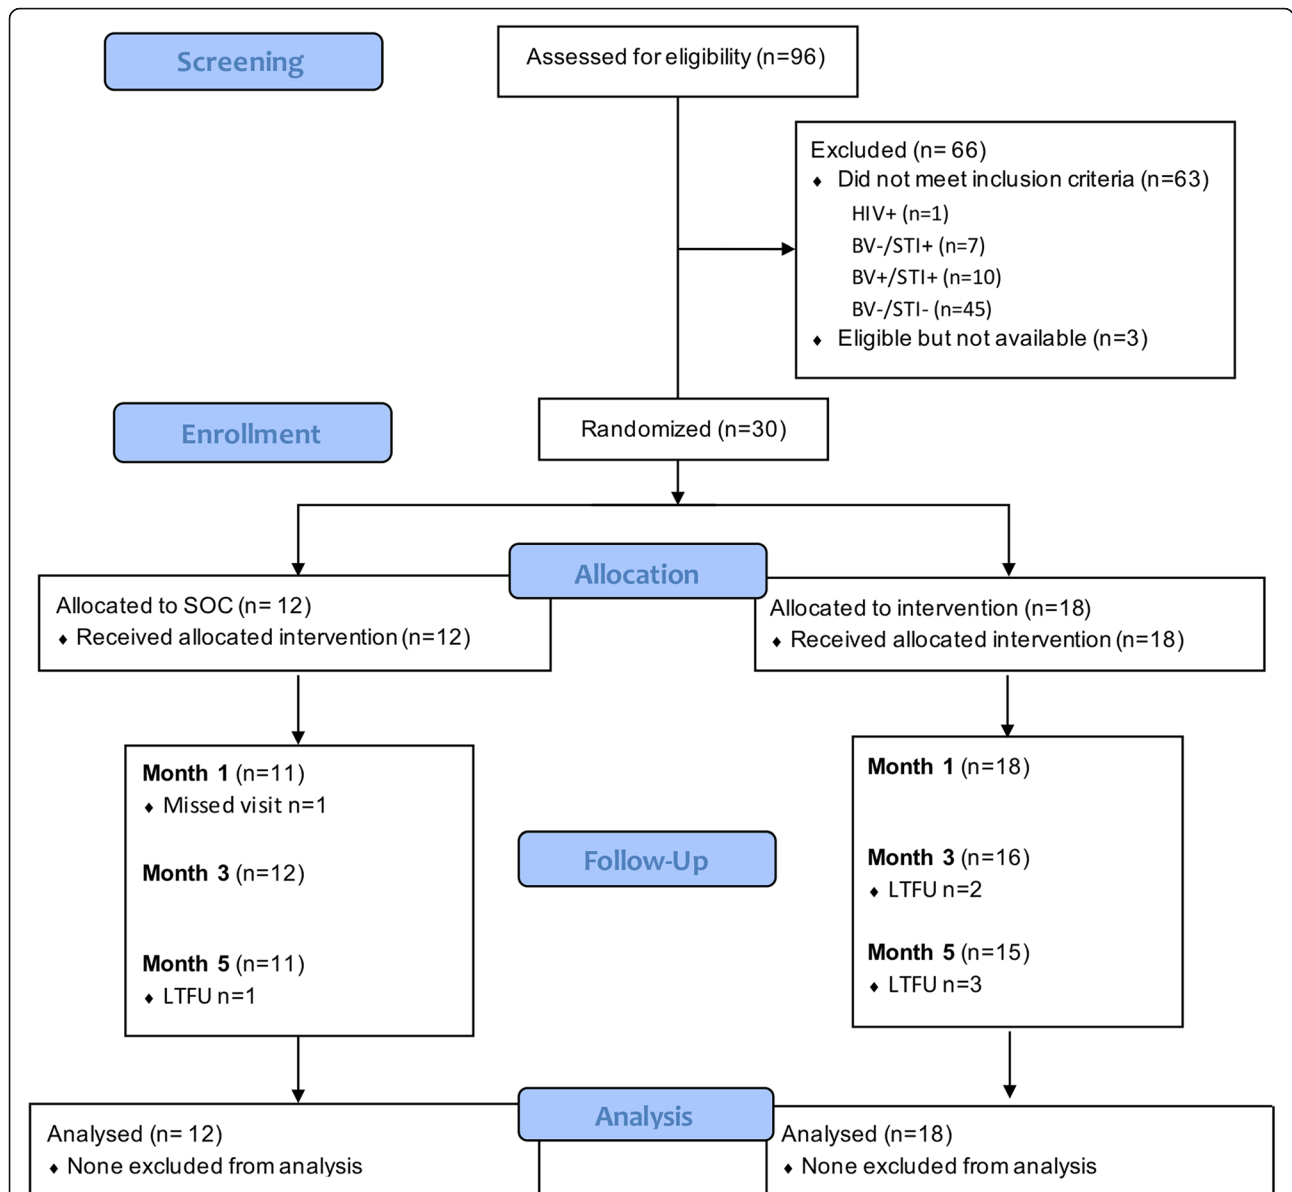 Screening
Assessed for eligibility (n=96)
Excluded (n= 66)
♦ Did not meet inclusion criteria (n=63)
HIV+ (n=1)
BV-/STI+ (n=7)
BV+/STI+ (n=10)
BV-/STI- (n=45)
♦ Eligible but not available (n=3)
Enrollment
Randomized (n=30)
Allocation
Allocated to SOC (n= 12)
♦ Received allocated intervention (n=12)
Allocated to intervention (n=18)
♦ Received allocated intervention (n=18)
Month 1 (n=11)
♦ Missed visit n=1
Month 3 (n=12)
Month 5 (n=11)
♦ LTFU n=1
Follow-Up
Month 1 (n=18)
Month 3 (n=16)
♦ LTFU n=2
Month 5 (n=15)
♦ LTFU n=3
Analysis
Analysed (n= 12)
♦ None excluded from analysis
Analysed (n=18)
♦ None excluded from analysis